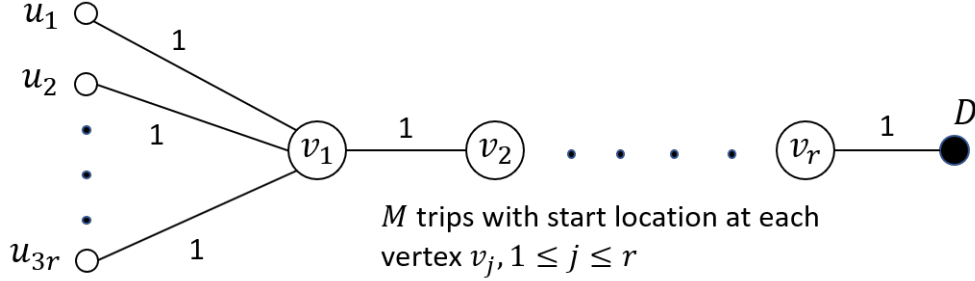 u₁
1
u₂
1
u₃ᵣ
1
v₁
1
v₂
vᵣ
1
D
M trips with start location at each
vertex vⱼ, 1 ≤ j ≤ r